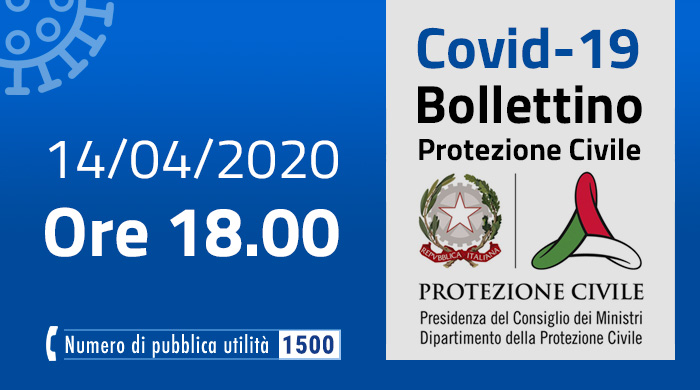 14/04/2020
Ore 18.00
Numero di pubblica utilità 1500
Covid-19
Bollettino
Protezione Civile
REPVBBLICA ITALIANA
PROTEZIONE CIVILE
Presidenza del Consiglio dei Ministri
Dipartimento della Protezione Civile